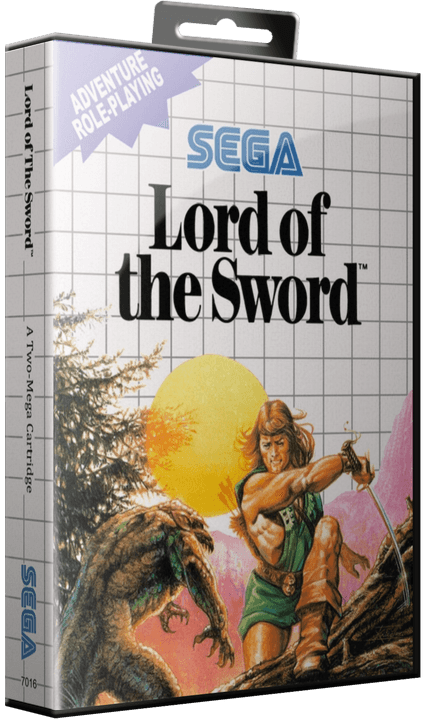 ADVENTURE
ROLE-PLAYING
SEGA
Lord of
the Sword™
Lord of The Sword™
A Two-Mega Cartridge
SEGA
7016